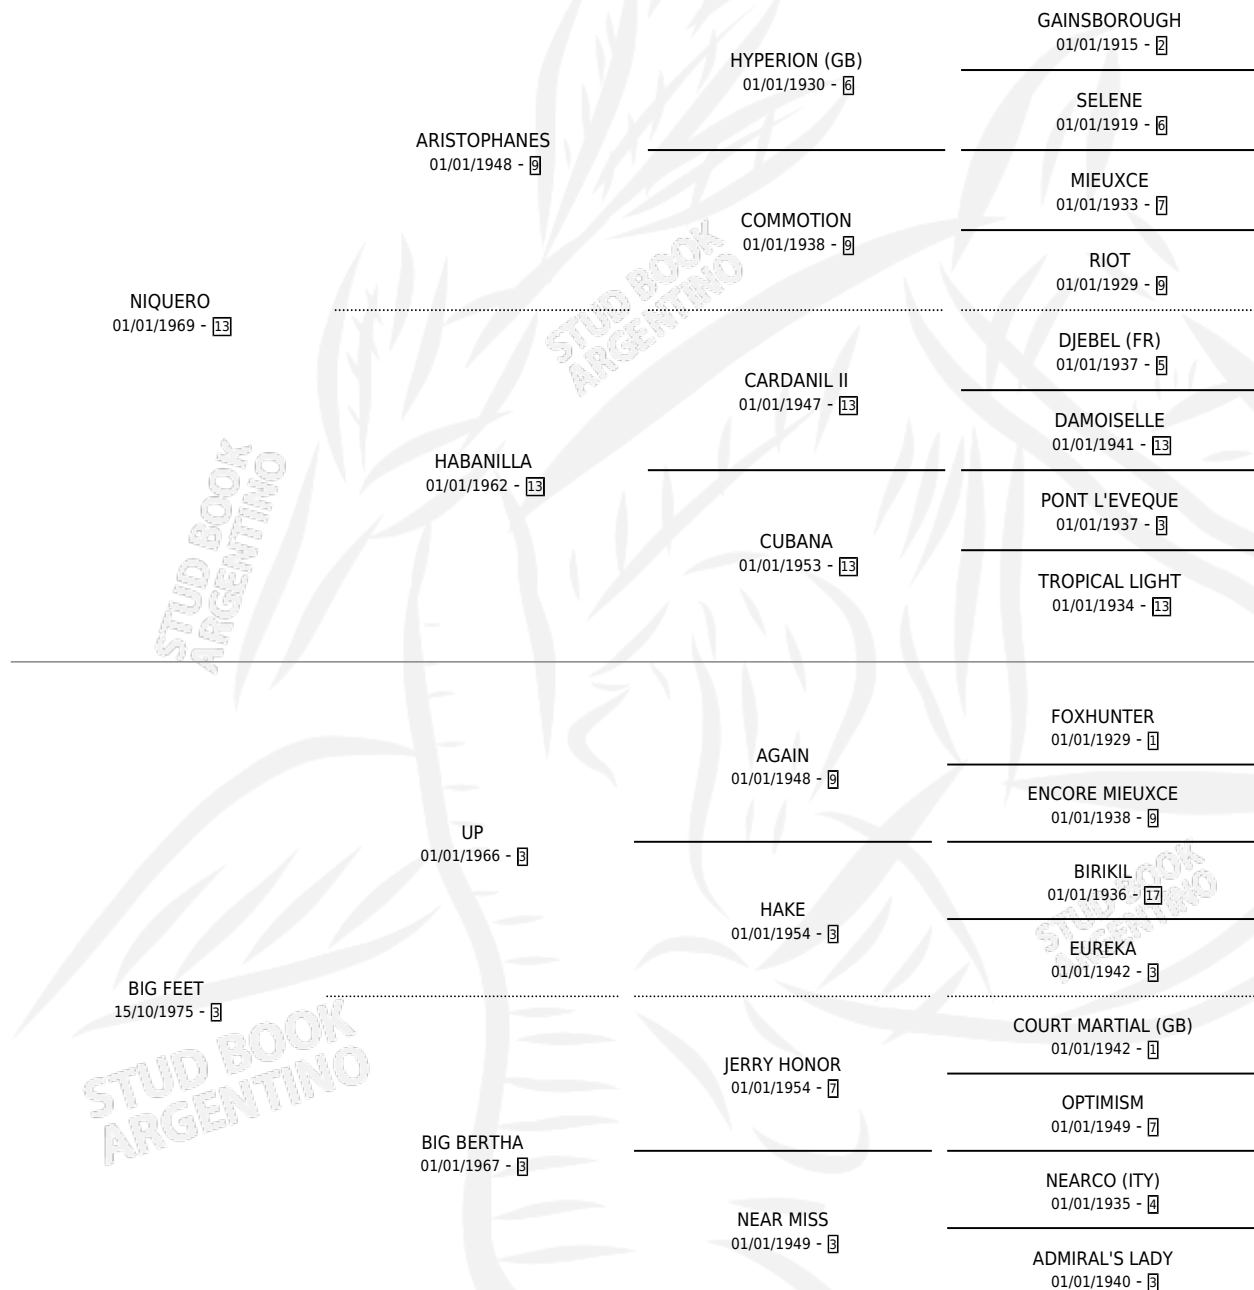 GAINSBOROUGH
01/01/1915 - 2
HYPERION (GB)
01/01/1930 - 6
SELENE
01/01/1919 - 6
ARISTOPHANES
01/01/1948 - 9
MIEUXCE
01/01/1933 - 7
COMMOTION
01/01/1938 - 9
RIOT
01/01/1929 - 9
NIQUERO
01/01/1969 - 13
DJEBEL (FR)
01/01/1937 - 5
CARDANIL II
01/01/1947 - 13
DAMOISELLE
01/01/1941 - 13
HABANILLA
01/01/1962 - 13
PONT L'EVEQUE
01/01/1937 - 3
CUBANA
01/01/1953 - 13
TROPICAL LIGHT
01/01/1934 - 13
STUD BOOK
ARGENTINO
STUD BOOK
ARGENTINO
FOXHUNTER
01/01/1929 - 1
AGAIN
01/01/1948 - 9
ENCORE MIEUXCE
01/01/1938 - 9
UP
01/01/1966 - 3
BIRIKIL
01/01/1936 - 17
HAKE
01/01/1954 - 3
EUREKA
01/01/1942 - 3
BIG FEET
15/10/1975 - 3
COURT MARTIAL (GB)
01/01/1942 - 1
JERRY HONOR
01/01/1954 - 7
OPTIMISM
01/01/1949 - 7
BIG BERTHA
01/01/1967 - 3
NEARCO (ITY)
01/01/1935 - 4
NEAR MISS
01/01/1949 - 3
ADMIRAL'S LADY
01/01/1940 - 3
STUD BOOK
ARGENTINO
STUD BOOK
ARGENTINO